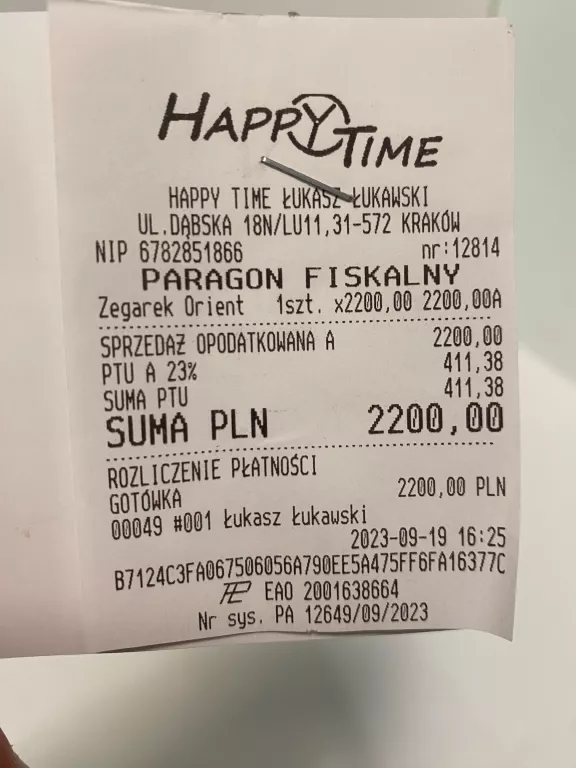 HAPPY TIME
HAPPY TIME ŁUKASZ ŁUKAWSKI
UL.DĄBSKA 18N/LU11,31-572 KRAKÓW
NIP 6782851866 nr:12814
PARAGON FISKALNY
Zegarek Orient 1szt. x2200,00 2200,00A
SPRZEDAŻ OPODATKOWANA A 2200,00
PTU A 23% 411,38
SUMA PTU 411,38
SUMA PLN 2200,00
ROZLICZENIE PŁATNOŚCI
GOTÓWKA 2200,00 PLN
00049 #001 Łukasz Łukawski
2023-09-19 16:25
B7124C3FA067506056A790EE5A475FF6FA16377C
EAO 2001638664
Nr sys. PA 12649/09/2023